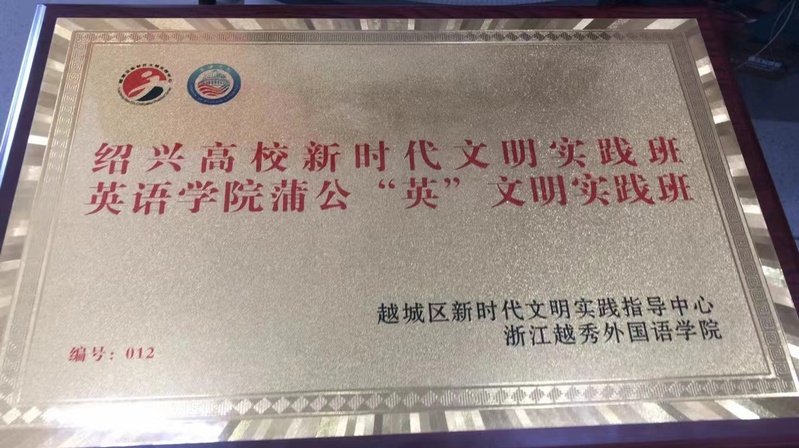 绍兴高校新时代文明实践班
英语学院蒲公“英”文明实践班
越城区新时代文明实践指导中心
浙江越秀外国语学院
编号：012